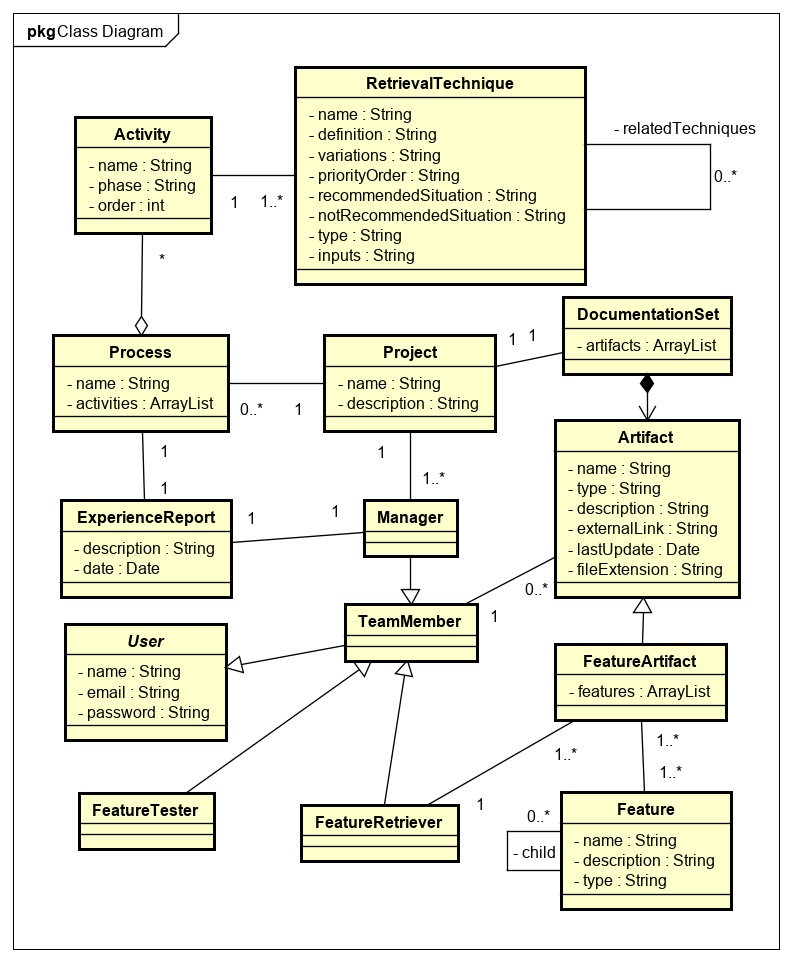 pkg Class Diagram
RetrievalTechnique
- name : String
- definition : String
- variations : String
- priorityOrder : String
- recommendedSituation : String
- notRecommendedSituation : String
- type : String
- inputs : String
- relatedTechniques
0..*
Activity
- name : String
- phase : String
- order : int
1
1..*
*
Process
- name : String
- activities : ArrayList
0..*
1
Project
- name : String
- description : String
1
1
DocumentationSet
- artifacts : ArrayList
1
1
1
1..*
ExperienceReport
- description : String
- date : Date
1
1
Manager
Artifact
- name : String
- type : String
- description : String
- externalLink : String
- lastUpdate : Date
- fileExtension : String
0..*
1
TeamMember
User
- name : String
- email : String
- password : String
FeatureArtifact
- features : ArrayList
1..*
1..*
1..*
1
FeatureTester
FeatureRetriever
Feature
- name : String
- description : String
- type : String
0..*
- child